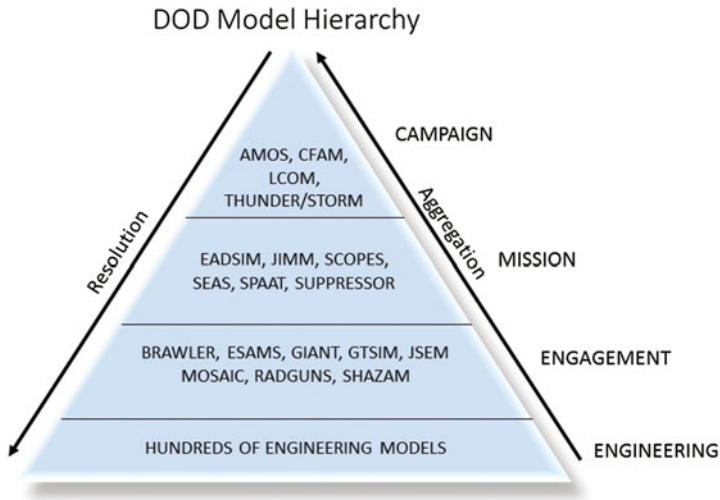 DOD Model Hierarchy
Resolution
Aggregation
CAMPAIGN
AMOS, CFAM,
LCOM,
THUNDER/STORM
MISSION
EADSIM, JIMM, SCOPES,
SEAS, SPAAT, SUPPRESSOR
ENGAGEMENT
BRAWLER, ESAMS, GIANT, GTSIM, JSEM
MOSAIC, RADGUNS, SHAZAM
ENGINEERING
HUNDREDS OF ENGINEERING MODELS